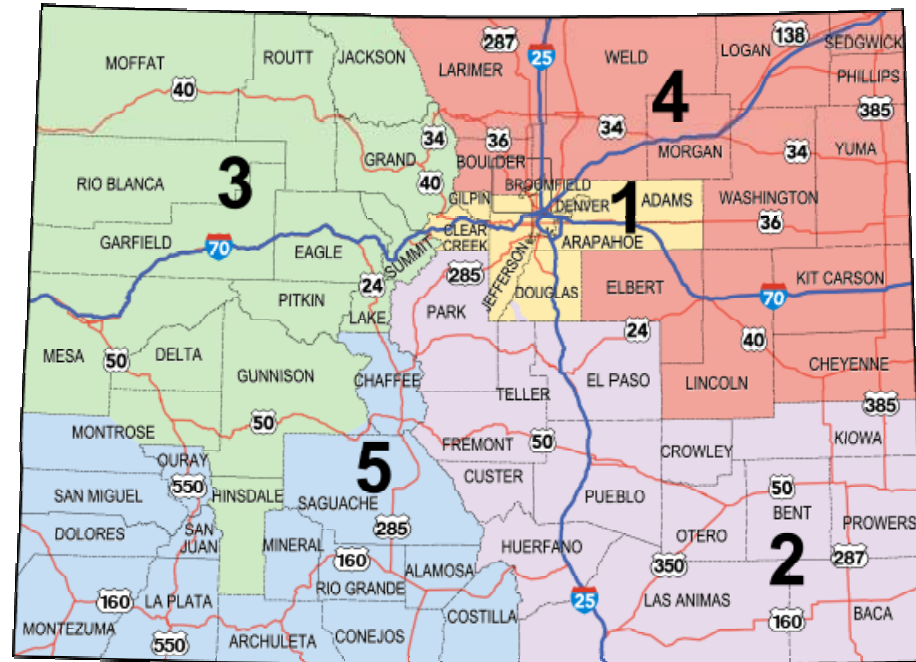 MOFFAT
ROUTT
JACKSON
LARIMER
287
25
WELD
LOGAN
138
SEDGWICK
PHILLIPS
385
40
4
34
36
34
MORGAN
34
YUMA
BOULDER
GRAND
3
40
RIO BLANCA
BROOMFIELD
GILPIN
DENVER
1
ADAMS
WASHINGTON
36
GARFIELD
70
EAGLE
SUMMIT
CLEAR
CREEK
ARAPAHOE
285
JEFFERSON
24
PITKIN
DOUGLAS
ELBERT
KIT CARSON
70
LAKE
PARK
24
40
MESA
50
DELTA
GUNNISON
CHAFFEE
TELLER
EL PASO
LINCOLN
CHEYENNE
385
50
MONTROSE
OURAY
5
FREMONT
50
CROWLEY
KIOWA
550
CUSTER
SAN MIGUEL
HINSDALE
SAGUACHE
PUEBLO
50
BENT
PROWERS
DOLORES
SAN
JUAN
MINERAL
285
HUERFANO
OTERO
2
287
160
RIO GRANDE
ALAMOSA
350
160
LA PLATA
COSTILLA
25
LAS ANIMAS
160
BACA
MONTEZUMA
550
ARCHULETA
CONEJOS